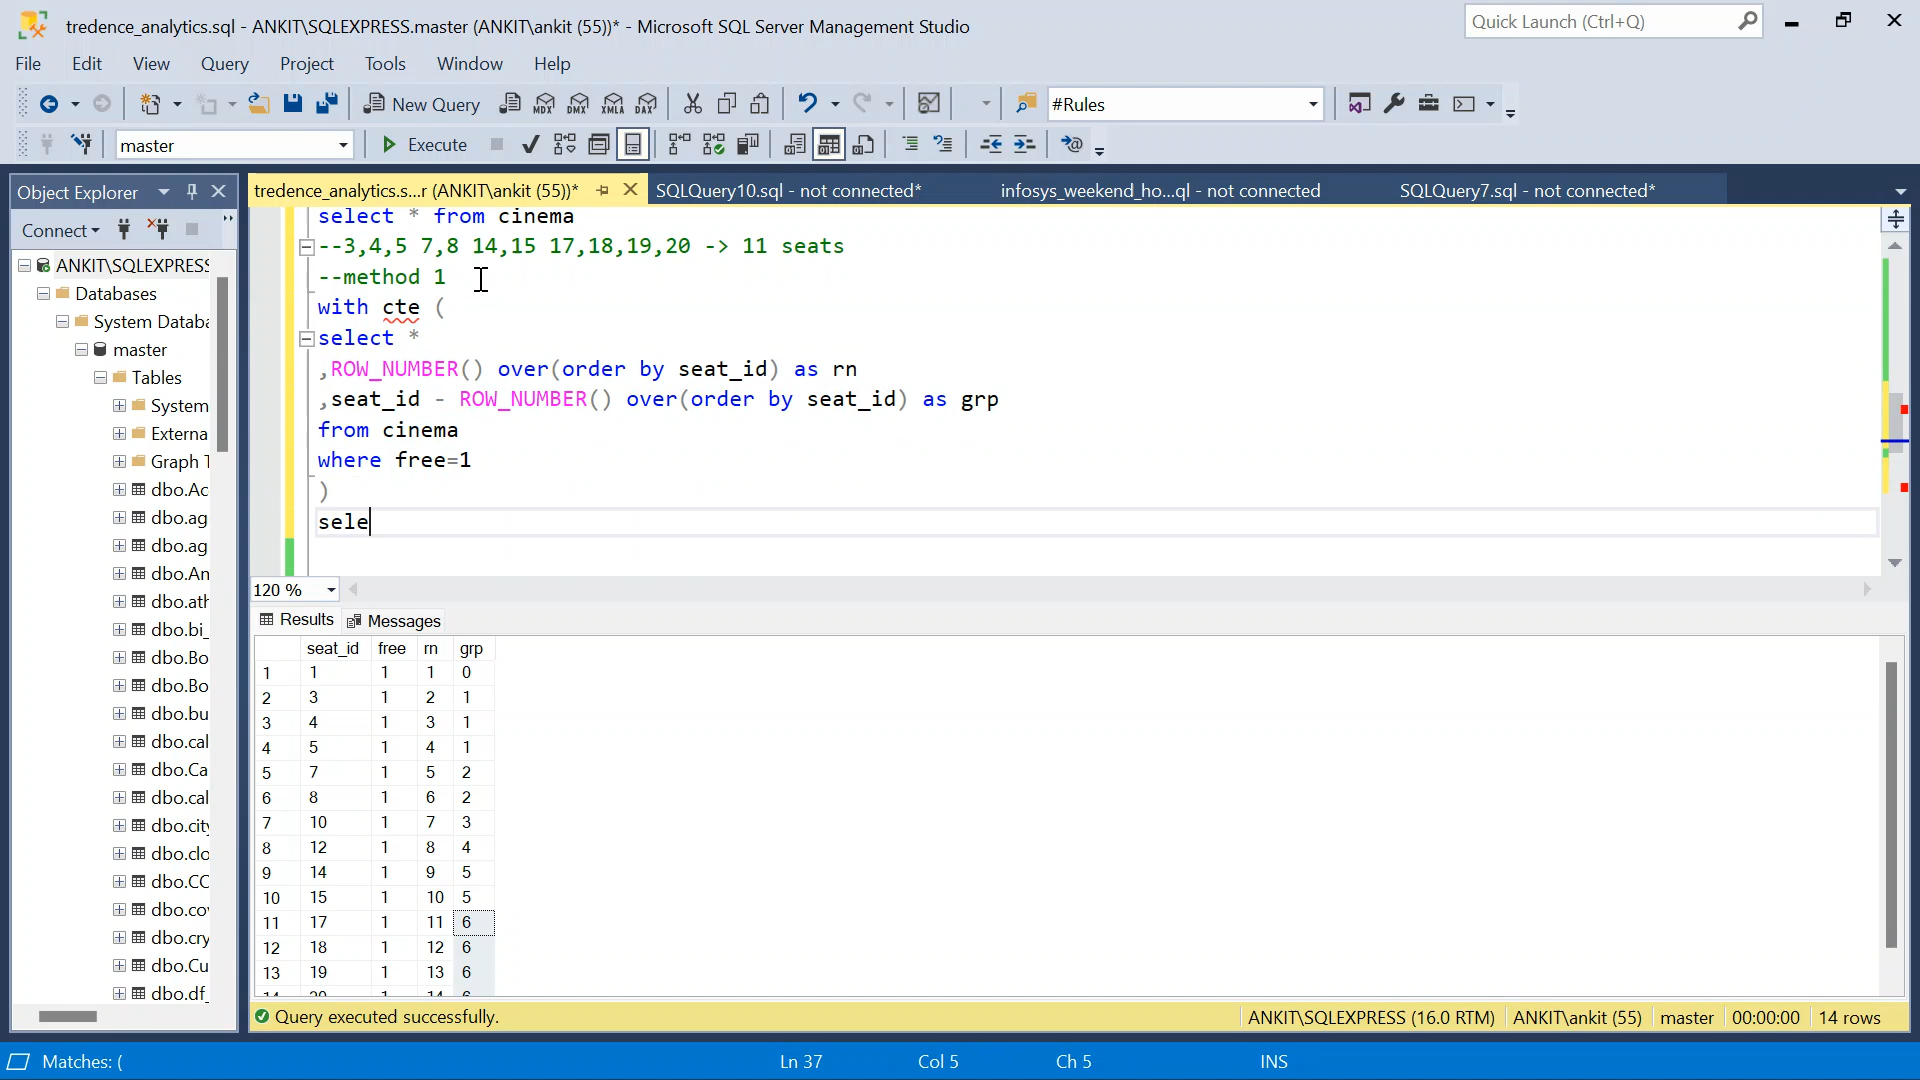 tredence_analytics.sql - ANKIT\SQLEXPRESS.master (ANKIT\ankit (55))* - Microsoft SQL Server Management Studio
Quick Launch (Ctrl+Q)
File Edit View Query Project Tools Window Help
New Query MDX DMX XMLA DAX #Rules
master Execute
Object Explorer
tredence_analytics.s...r (ANKIT\ankit (55))* SQLQuery10.sql - not connected* infosys_weekend_ho...ql - not connected SQLQuery7.sql - not connected*
Connect
ANKIT\SQLEXPRESS
Databases
System Databa
master
Tables
System
Externa
Graph T
dbo.Ac
dbo.ag
dbo.ag
dbo.An
dbo.ath
dbo.bi_
dbo.Bo
dbo.Bo
dbo.bu
dbo.cal
dbo.Ca
dbo.cal
dbo.city
dbo.clo
dbo.CC
dbo.cov
dbo.cry
dbo.Cu
dbo.df_
select * from cinema
--3,4,5 7,8 14,15 17,18,19,20 -> 11 seats
--method 1
with cte (
select *
,ROW_NUMBER() over(order by seat_id) as rn
,seat_id - ROW_NUMBER() over(order by seat_id) as grp
from cinema
where free=1
)
sele
120 %
Results Messages
seat_id free rn grp
1 1 1 1 0
2 3 1 2 1
3 4 1 3 1
4 5 1 4 1
5 7 1 5 2
6 8 1 6 2
7 10 1 7 3
8 12 1 8 4
9 14 1 9 5
10 15 1 10 5
11 17 1 11 6
12 18 1 12 6
13 19 1 13 6
14 20 1 14 6
Query executed successfully. ANKIT\SQLEXPRESS (16.0 RTM) ANKIT\ankit (55) master 00:00:00 14 rows
Matches: ( Ln 37 Col 5 Ch 5 INS